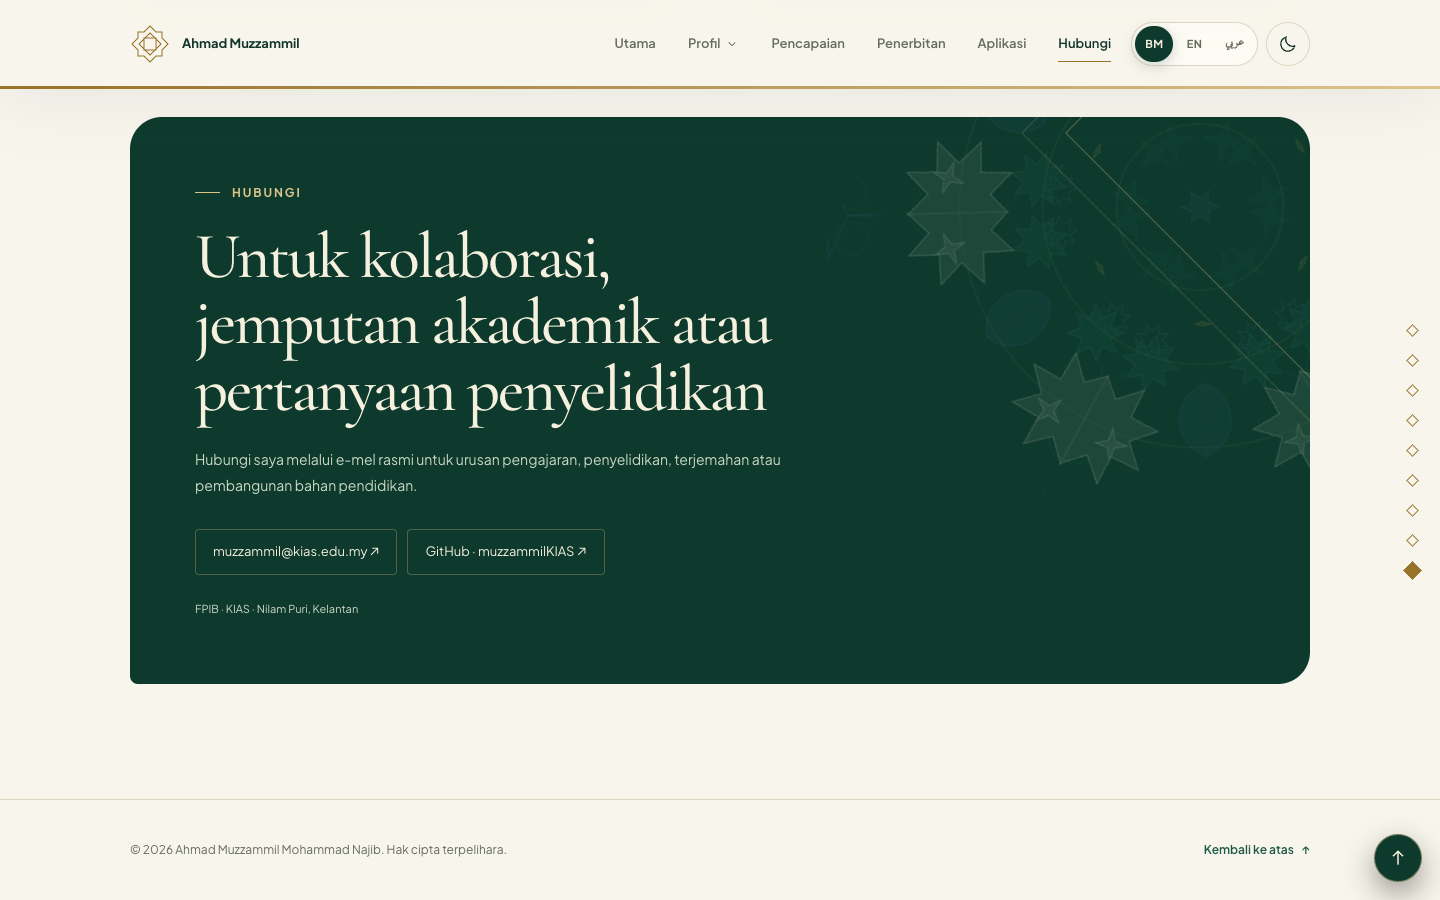 Ahmad Muzzammil
Utama
Profil
Pencapaian
Penerbitan
Aplikasi
Hubungi
BM
EN
عربي
HUBUNGI
Untuk kolaborasi,
jemputan akademik atau
pertanyaan penyelidikan
Hubungi saya melalui e-mel rasmi untuk urusan pengajaran, penyelidikan, terjemahan atau
pembangunan bahan pendidikan.
muzzammil@kias.edu.my ↗
GitHub · muzzammilKIAS ↗
FPIB · KIAS · Nilam Puri, Kelantan
© 2026 Ahmad Muzzammil Mohammad Najib. Hak cipta terpelihara.
Kembali ke atas ↑